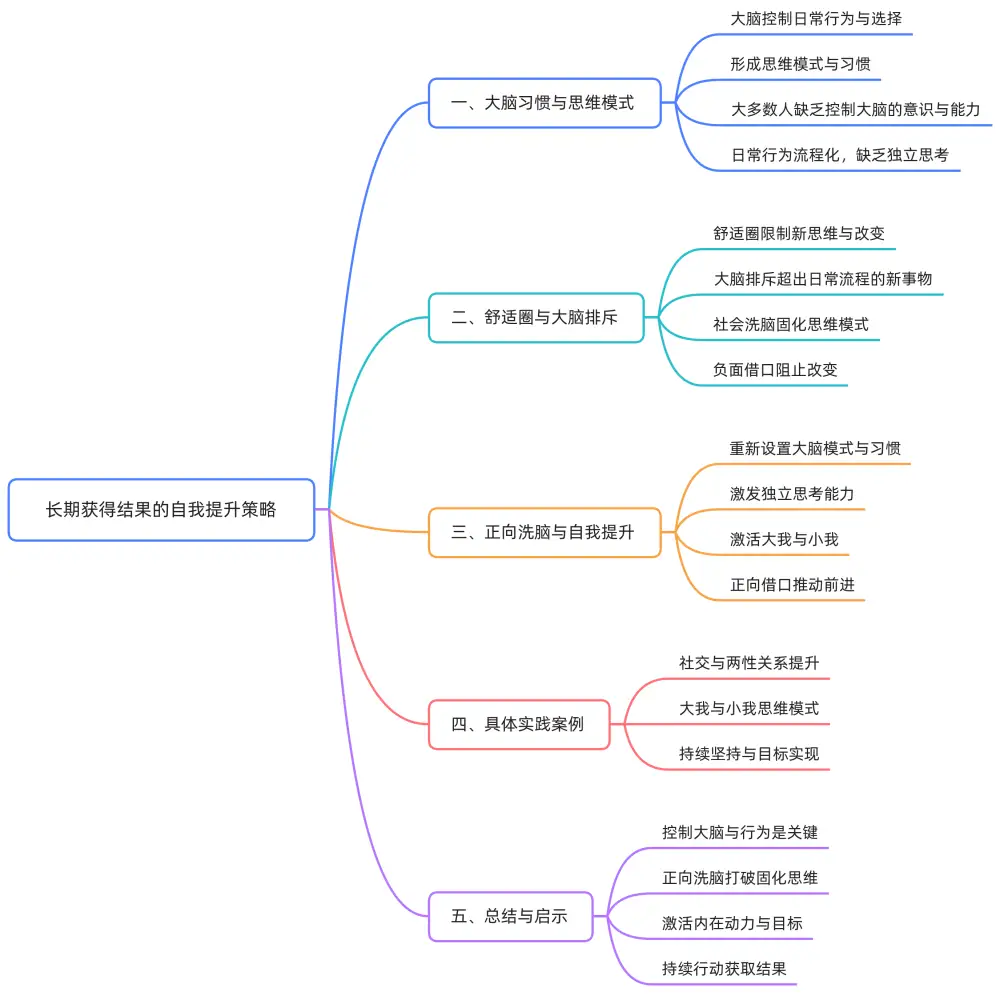 长期获得结果的自我提升策略
一、大脑习惯与思维模式
大脑控制日常行为与选择
形成思维模式与习惯
大多数人缺乏控制大脑的意识与能力
日常行为流程化，缺乏独立思考
二、舒适圈与大脑排斥
舒适圈限制新思维与改变
大脑排斥超出日常流程的新事物
社会洗脑固化思维模式
负面借口阻止改变
三、正向洗脑与自我提升
重新设置大脑模式与习惯
激发独立思考能力
激活大我与小我
正向借口推动前进
四、具体实践案例
社交与两性关系提升
大我与小我思维模式
持续坚持与目标实现
五、总结与启示
控制大脑与行为是关键
正向洗脑打破固化思维
激活内在动力与目标
持续行动获取结果